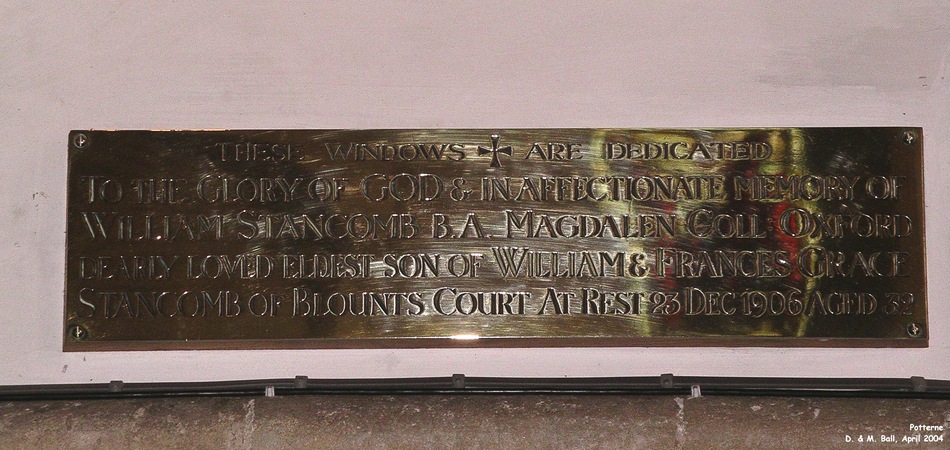 THESE WINDOWS ✠ ARE DEDICATED
TO THE GLORY OF GOD & IN AFFECTIONATE MEMORY OF
WILLIAM STANCOMB B.A. MAGDALEN COLL: OXFORD
DEARLY LOVED ELDEST SON OF WILLIAM & FRANCES GRACE
STANCOMB OF BLOUNTS COURT AT REST 23 DEC 1906 AGED 32
Potterne
D. & M. Ball, April 2004